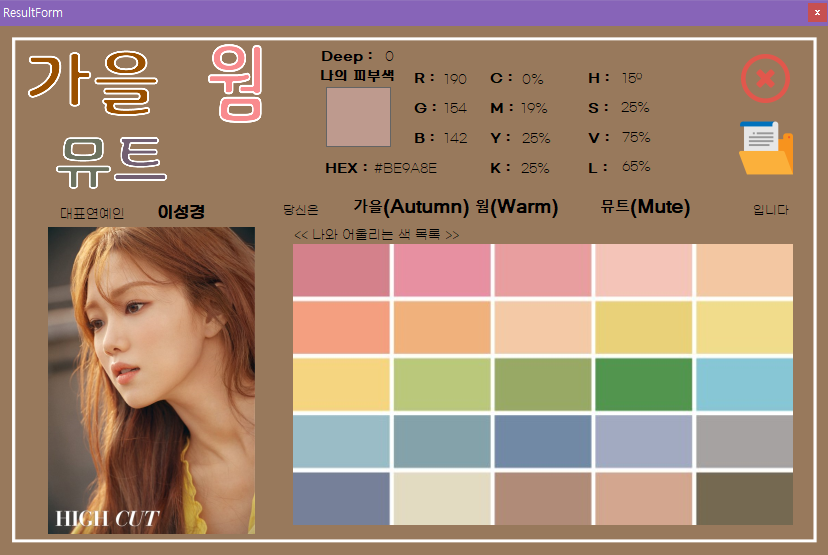 ResultForm
가을 웜
뮤트
Deep : 0
나의 피부색
R : 190 C : 0% H : 15º
G : 154 M : 19% S : 25%
B : 142 Y : 25% V : 75%
HEX : #BE9A8E K : 25% L : 65%
대표연예인 이성경
당신은 가을(Autumn) 웜(Warm) 뮤트(Mute) 입니다
<< 나와 어울리는 색 목록 >>
HIGH CUT